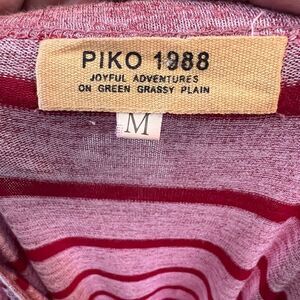 PIKO 1988
JOYFUL ADVENTURES
ON GREEN GRASSY PLAIN
M